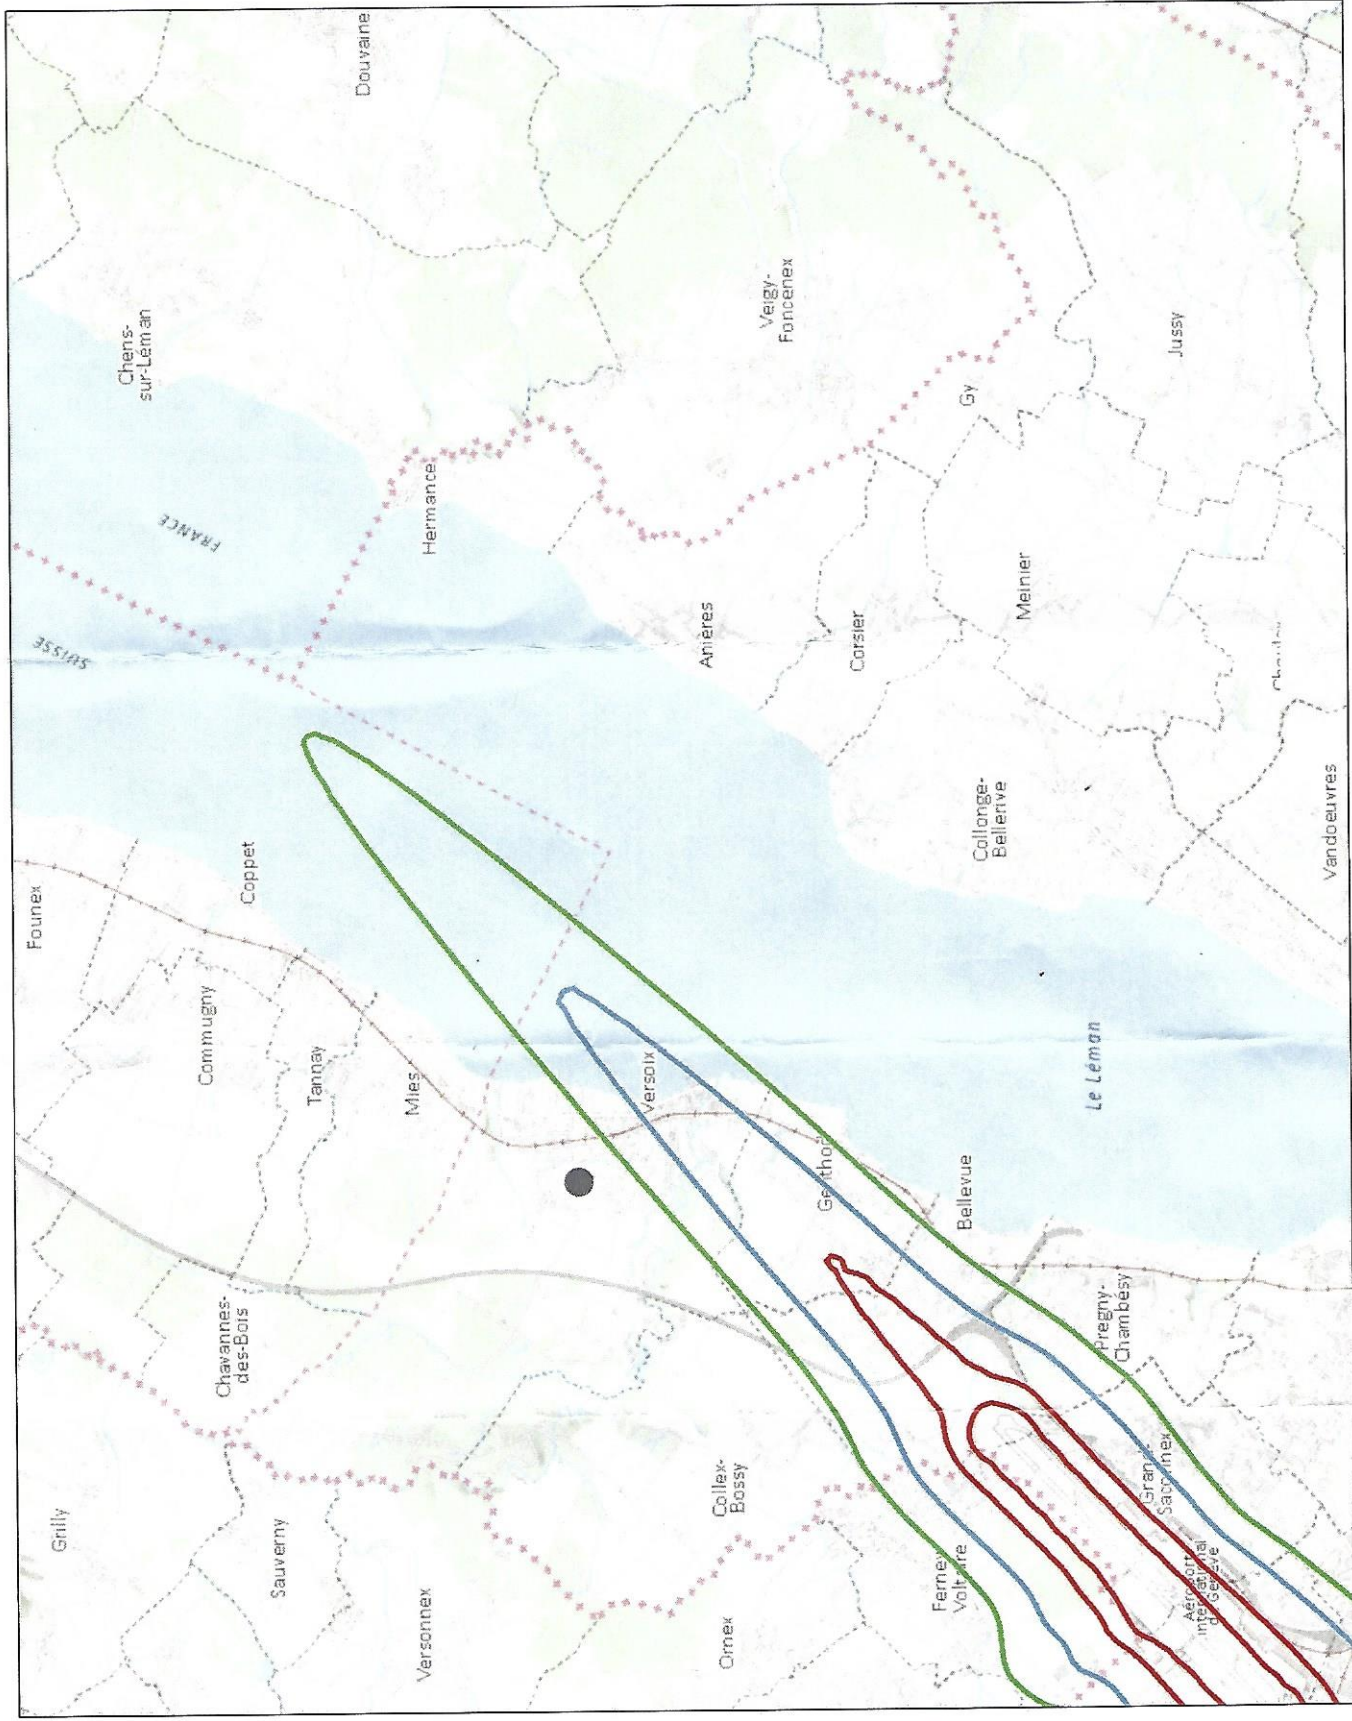 Founex
Coppet
Commugny
Tannay
Mies
Chavannes-
des-Bois
Grilly
Sauverny
Versonnex
SUISSE
FRANCE
Chens-
sur-Léman
Douvaine
Hermance
Versoix
Collex-
Bossy
Ornex
Anières
Veigy-
Foncenex
Genthod
Corsier
Bellevue
Ferney
Voltaire
Collonge-
Bellerive
Gy
Meinier
Le Léman
Pregny-
Chambésy
Grand-
Saconnex
Jussy
Aéroport
international
de Genève
Vandoeuvres